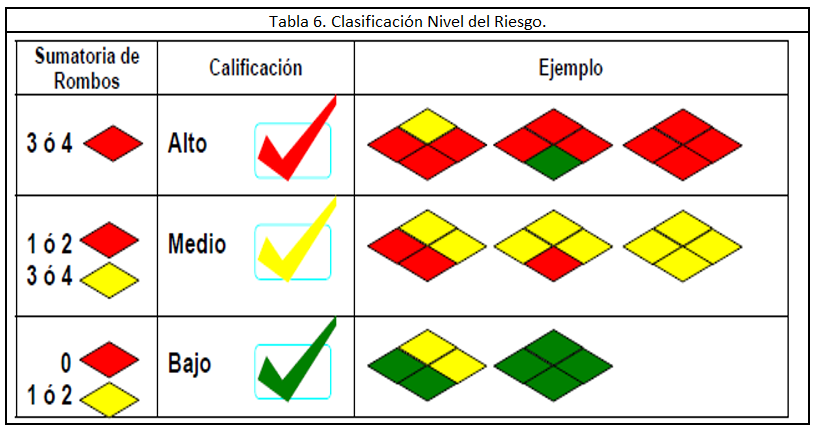 Tabla 6. Clasificación Nivel del Riesgo.
Sumatoria de
Rombos
Calificación
Ejemplo
3 ó 4
Alto
1 ó 2
3 ó 4
Medio
0
1 ó 2
Bajo